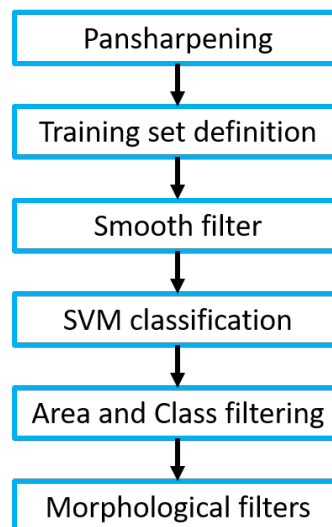 Pansharpening
Training set definition
Smooth filter
SVM classification
Area and Class filtering
Morphological filters